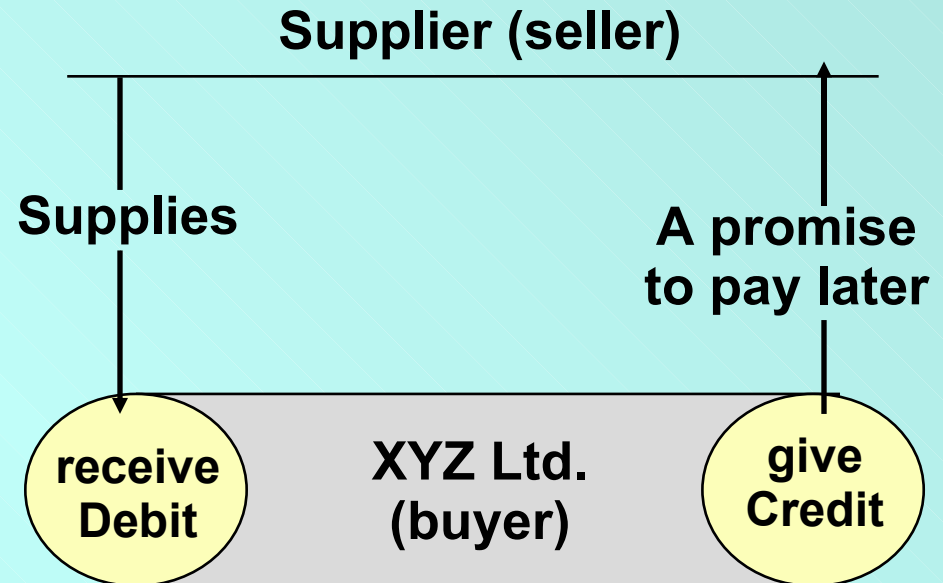 Supplier (seller)
Supplies
A promise
to pay later
receive
Debit
XYZ Ltd.
(buyer)
give
Credit